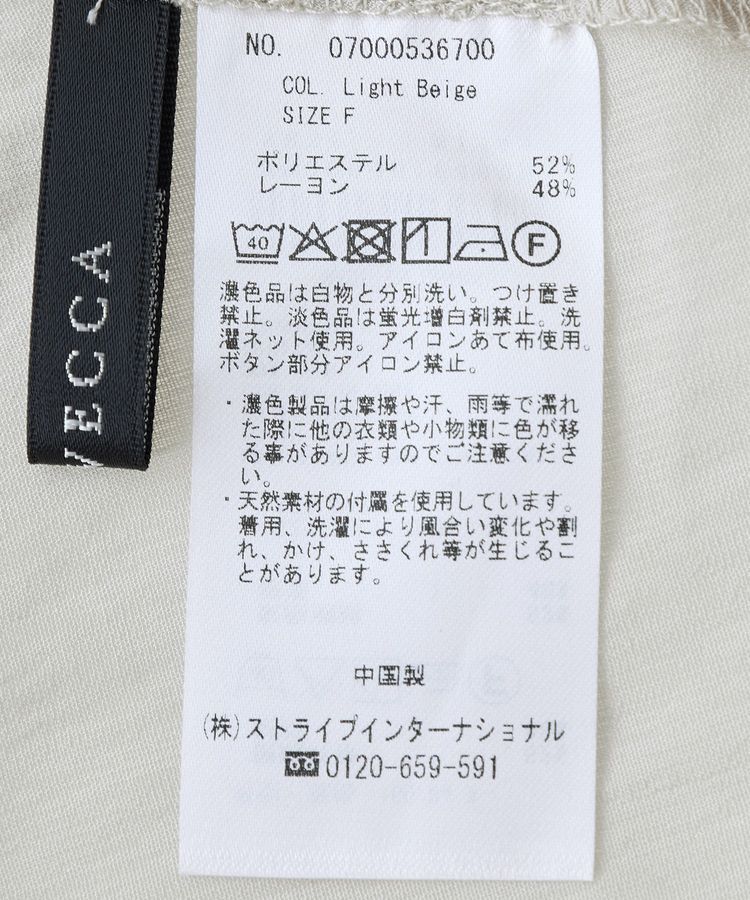 NO. 07000536700
COL. Light Beige
SIZE F
ポリエステル 52%
レーヨン 48%
40 F
濃色品は白物と分別洗い。つけ置き
禁止。淡色品は蛍光増白剤禁止。洗
濯ネット使用。アイロンあて布使用。
ボタン部分アイロン禁止。
・濃色製品は摩擦や汗、雨等で濡れ
た際に他の衣類や小物類に色が移
る事がありますのでご注意くださ
い。
・天然素材の付属を使用しています。
着用、洗濯により風合い変化や割
れ、かけ、ささくれ等が生じるこ
とがあります。
中国製
(株)ストライプインターナショナル
0120-659-591
VECCA